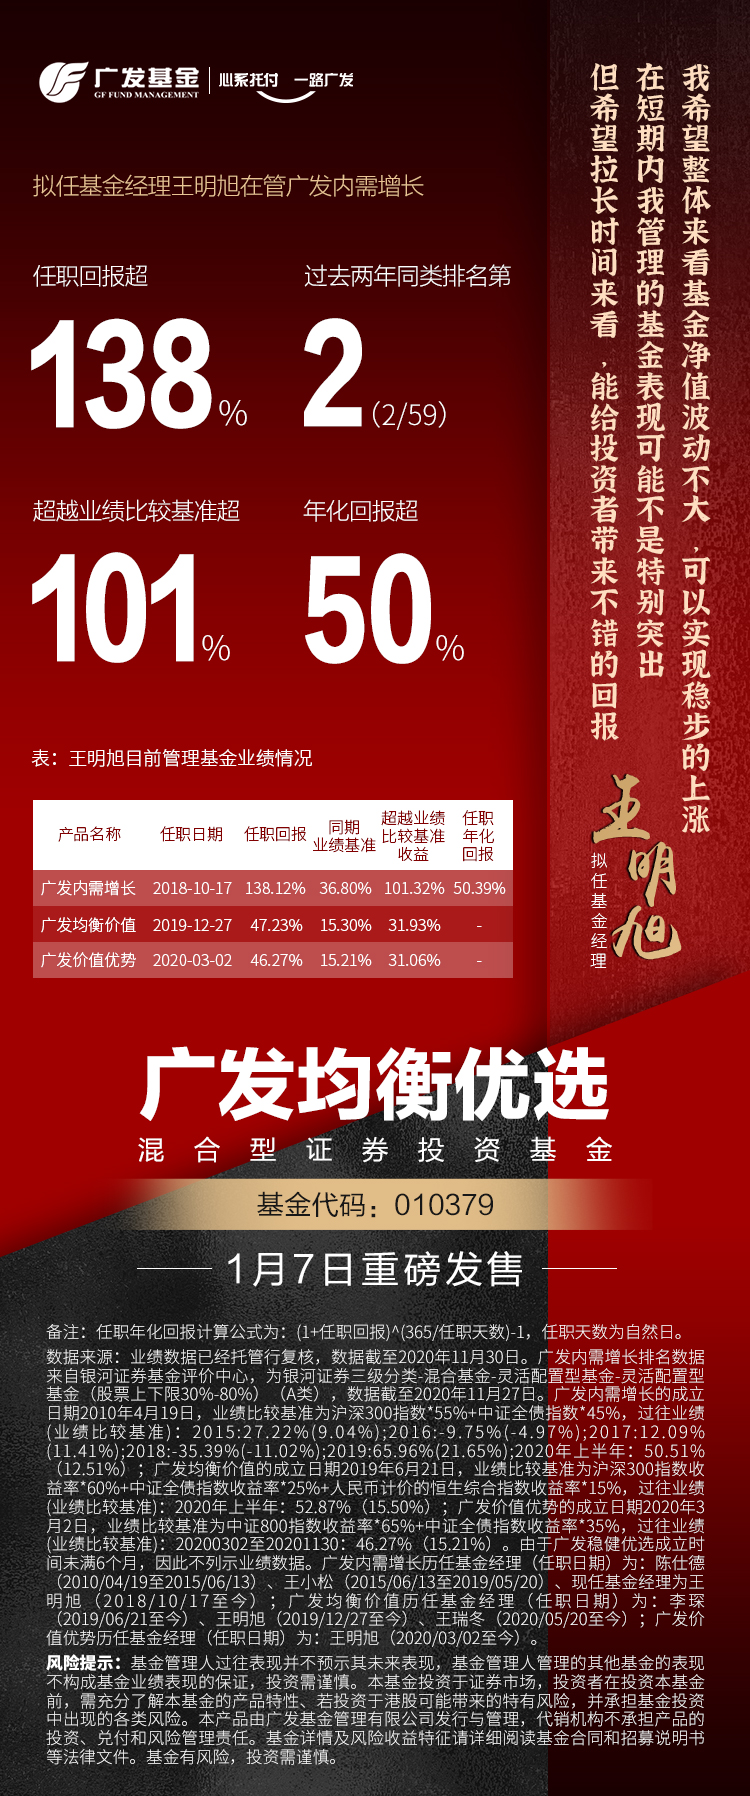 广发基金
GF FUND MANAGEMENT
心系托付 一路广发
我希望整体来看基金净值波动不大，可以实现稳步的上涨
在短期内我管理的基金表现可能不是特别突出
但希望拉长时间来看，能给投资者带来不错的回报
王明旭
拟任基金经理
拟任基金经理王明旭在管广发内需增长
任职回报超
138%
过去两年同类排名第
2（2/59）
超越业绩比较基准超
101%
年化回报超
50%
表：王明旭目前管理基金业绩情况
产品名称 任职日期 任职回报 同期业绩基准 超越业绩比较基准收益 任职年化回报
广发内需增长 2018-10-17 138.12% 36.80% 101.32% 50.39%
广发均衡价值 2019-12-27 47.23% 15.30% 31.93% -
广发价值优势 2020-03-02 46.27% 15.21% 31.06% -
广发均衡优选
混合型证券投资基金
基金代码：010379
1月7日重磅发售
备注：任职年化回报计算公式为：(1+任职回报)^(365/任职天数)-1，任职天数为自然日。
数据来源：业绩数据已经托管行复核，数据截至2020年11月30日。广发内需增长排名数据
来自银河证券基金评价中心，为银河证券三级分类-混合基金-灵活配置型基金-灵活配置型
基金（股票上下限30%-80%）（A类），数据截至2020年11月27日。广发内需增长的成立
日期2010年4月19日，业绩比较基准为沪深300指数*55%+中证全债指数*45%，过往业绩
(业绩比较基准)：2015:27.22%(9.04%);2016:-9.75%(-4.97%);2017:12.09%
(11.41%);2018:-35.39%(-11.02%);2019:65.96%(21.65%);2020年上半年：50.51%
（12.51%）；广发均衡价值的成立日期2019年6月21日，业绩比较基准为沪深300指数收
益率*60%+中证全债指数收益率*25%+人民币计价的恒生综合指数收益率*15%，过往业绩
(业绩比较基准)：2020年上半年：52.87%（15.50%）；广发价值优势的成立日期2020年3
月2日，业绩比较基准为中证800指数收益率*65%+中证全债指数收益率*35%，过往业绩
(业绩比较基准)：20200302至20201130：46.27%（15.21%）。由于广发稳健优选成立时
间未满6个月，因此不列示业绩数据。广发内需增长历任基金经理（任职日期）为：陈仕德
（2010/04/19至2015/06/13）、王小松（2015/06/13至2019/05/20）、现任基金经理为王
明旭（2018/10/17至今）；广发均衡价值历任基金经理（任职日期）为：李琛
（2019/06/21至今）、王明旭（2019/12/27至今）、王瑞冬（2020/05/20至今）；广发价
值优势历任基金经理（任职日期）为：王明旭（2020/03/02至今）。
风险提示：基金管理人过往表现并不预示其未来表现，基金管理人管理的其他基金的表现
不构成基金业绩表现的保证，投资需谨慎。本基金投资于证券市场，投资者在投资本基金
前，需充分了解本基金的产品特性、若投资于港股可能带来的特有风险，并承担基金投资
中出现的各类风险。本产品由广发基金管理有限公司发行与管理，代销机构不承担产品的
投资、兑付和风险管理责任。基金详情及风险收益特征请详细阅读基金合同和招募说明书
等法律文件。基金有风险，投资需谨慎。